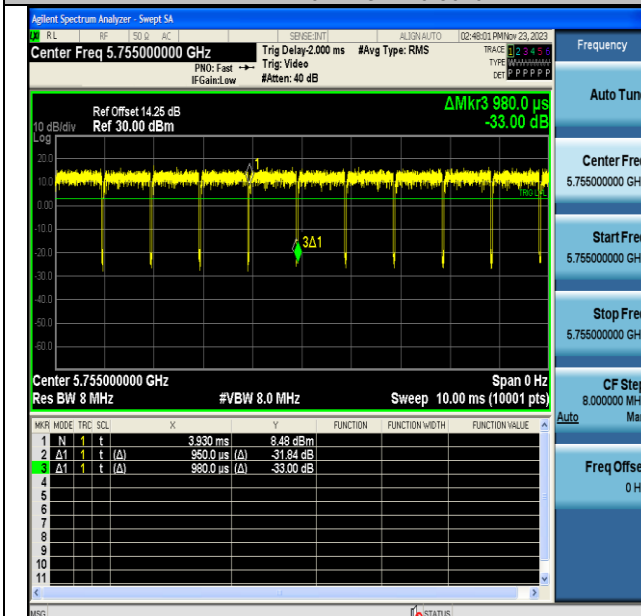 Agilent Spectrum Analyzer - Swept SA
RL RF 50 Ω AC SENSE:INT ALIGN AUTO 02:48:01 PM Nov 23, 2023
Center Freq 5.755000000 GHz Trig Delay-2.000 ms #Avg Type: RMS TRACE 1 2 3 4 5 6
PNO: Fast Trig: Video TYPE
IFGain:Low #Atten: 40 dB DET P P P P P P
Ref Offset 14.25 dB ΔMkr3 980.0 µs
10 dB/div Ref 30.00 dBm -33.00 dB
Log
20.0
10.0
0.00
-10.0
-20.0
-30.0
-40.0
-50.0
-60.0
1
3Δ1
TRIG LVL
Center 5.755000000 GHz Span 0 Hz
Res BW 8 MHz #VBW 8.0 MHz Sweep 10.00 ms (10001 pts)
MKR MODE TRC SCL X Y FUNCTION FUNCTION WIDTH FUNCTION VALUE
1 N 1 t 3.930 ms 8.48 dBm
2 Δ1 1 t (Δ) 950.0 µs (Δ) -31.84 dB
3 Δ1 1 t (Δ) 980.0 µs (Δ) -33.00 dB
4
5
6
7
8
9
10
11
MSG STATUS
Frequency
Auto Tun
Center Fre
5.755000000 GH
Start Fre
5.755000000 GH
Stop Fre
5.755000000 GH
CF Ste
8.000000 MH
Auto Ma
Freq Offse
0 H